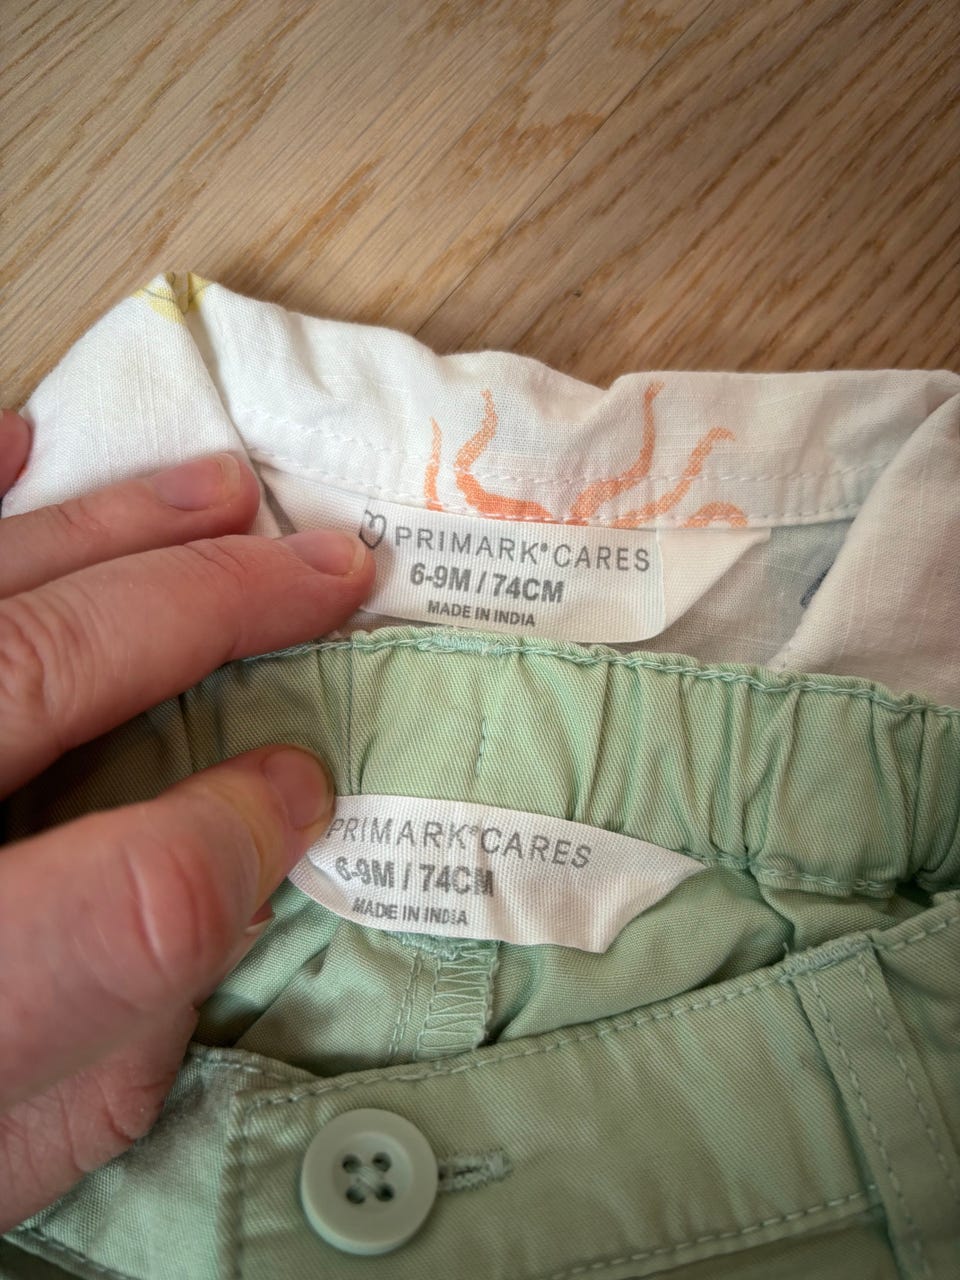 PRIMARK®CARES
6-9M / 74CM
MADE IN INDIA
PRIMARK®CARES
6-9M / 74CM
MADE IN INDIA